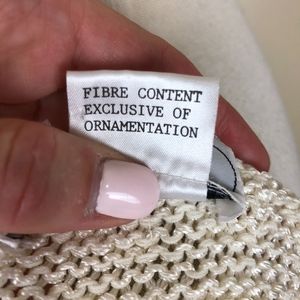 FIBRE CONTENT
EXCLUSIVE OF
ORNAMENTATION